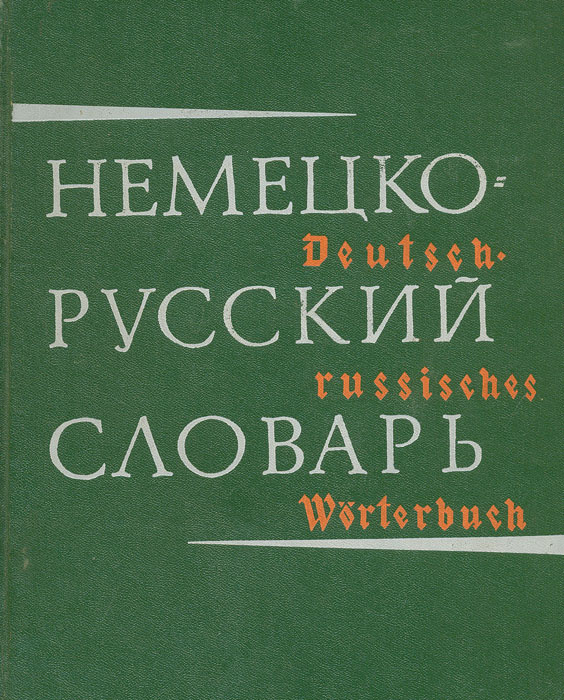 НЕМЕЦКО=
Deutsch-
РУССКИЙ
russisches
СЛОВАРЬ
Wörterbuch